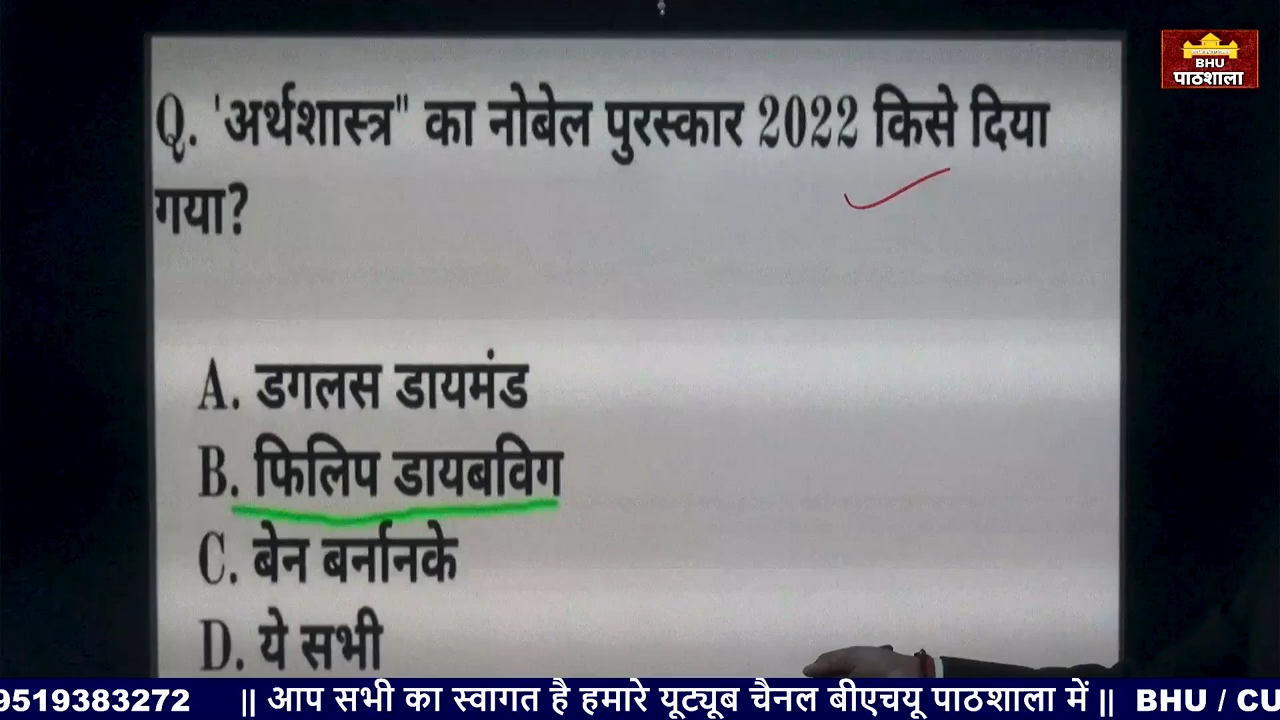 BHU
पाठशाला
Q. 'अर्थशास्त्र" का नोबेल पुरस्कार 2022 किसे दिया
गया?
A. डगलस डायमंड
B. फिलिप डायबविग
C. बेन बर्नानके
D. ये सभी
9519383272 || आप सभी का स्वागत है हमारे यूट्यूब चैनल बीएचयू पाठशाला में || BHU / CU